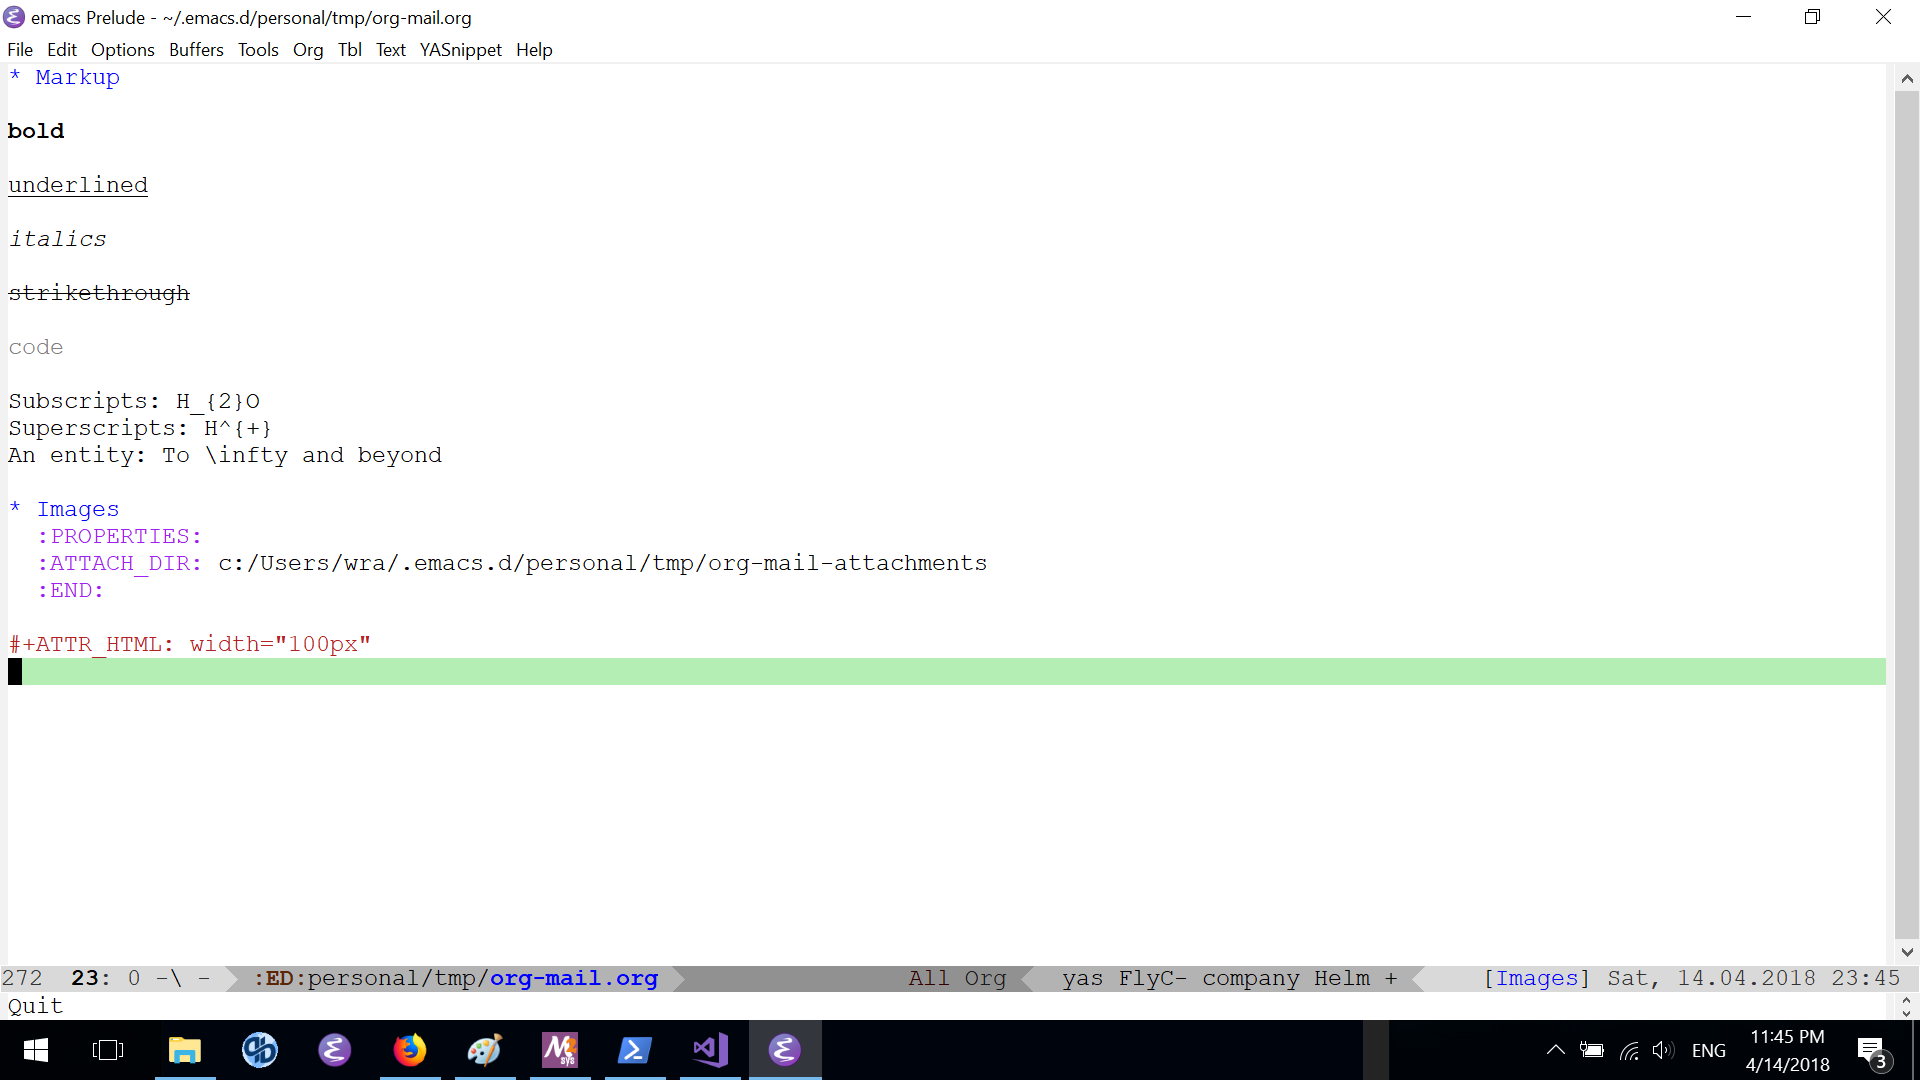 emacs Prelude - ~/.emacs.d/personal/tmp/org-mail.org
File Edit Options Buffers Tools Org Tbl Text YASnippet Help
* Markup
bold
underlined
italics
strikethrough
code
Subscripts: H_{2}O
Superscripts: H^{+}
An entity: To \infty and beyond
* Images
:PROPERTIES:
:ATTACH_DIR: c:/Users/wra/.emacs.d/personal/tmp/org-mail-attachments
:END:
#+ATTR_HTML: width="100px"
272 23: 0 -\ - :ED:personal/tmp/org-mail.org All Org yas FlyC- company Helm + [Images] Sat, 14.04.2018 23:45
Quit
M sys ENG 11:45 PM
4/14/2018 3